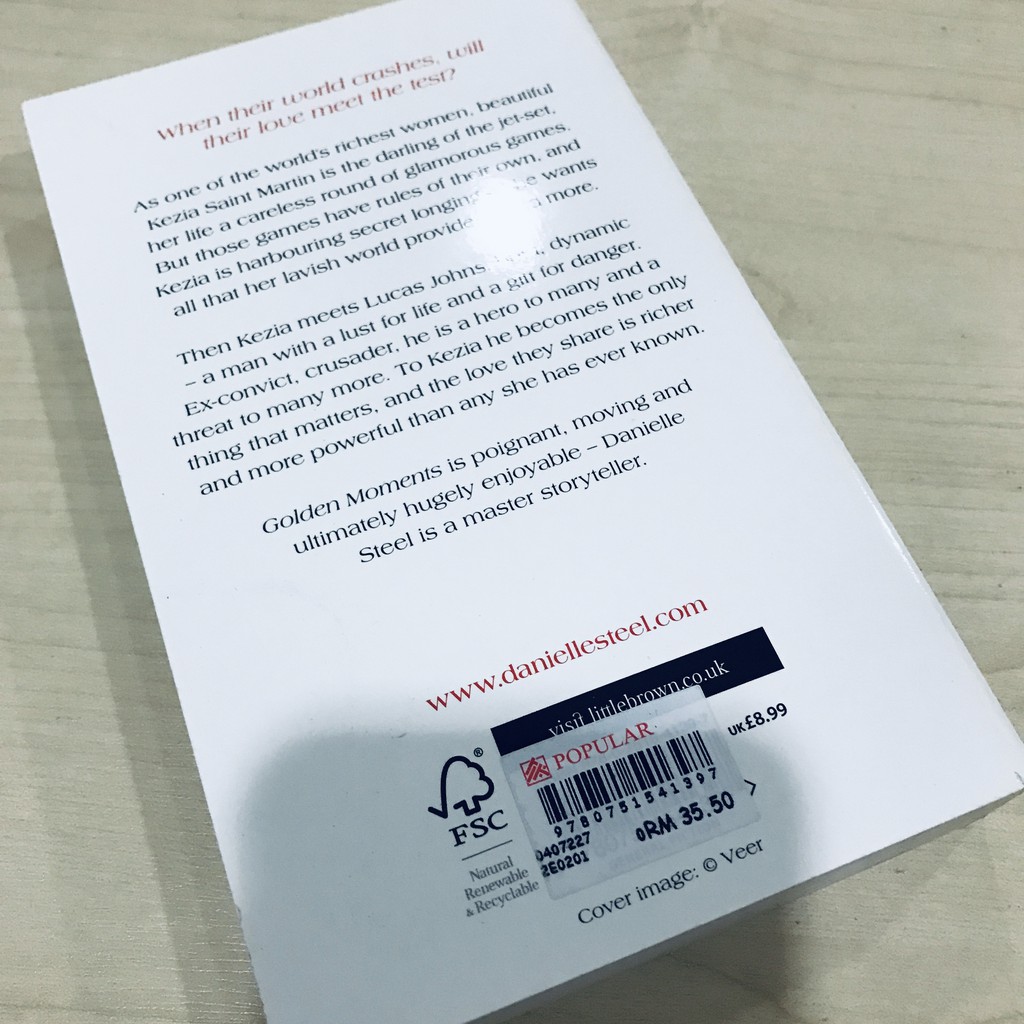 When their world crashes, will
their love meet the test?
As one of the world's richest women, beautiful
Kezia Saint Martin is the darling of the jet-set,
her life a careless round of glamorous games.
But those games have rules of their own, and
Kezia is harbouring secret longing wants
all that her lavish world provide more.
Then Kezia meets Lucas Johns dynamic
– a man with a lust for life and a gift for danger.
Ex-convict, crusader, he is a hero to many and a
threat to many more. To Kezia he becomes the only
thing that matters, and the love they share is richer
and more powerful than any she has ever known.
Golden Moments is poignant, moving and
ultimately hugely enjoyable – Danielle
Steel is a master storyteller.
www.daniellesteel.com
visit littlebrown.co.uk
UK£8.99
POPULAR
9780751541397
0407227
2E0201
0RM 35.50
>
FSC
®
Natural
Renewable
& Recyclable
Cover image: © Veer